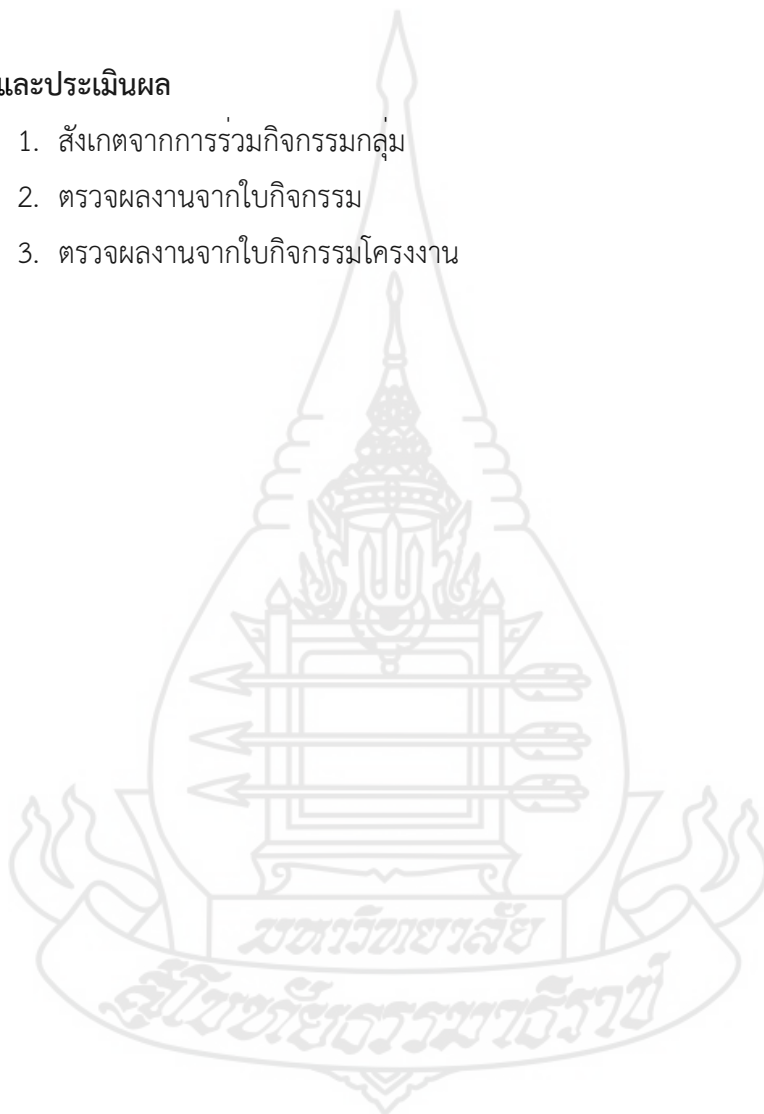 และประเมินผล
1. สังเกตจากการร่วมกิจกรรมกลุ่ม
2. ตรวจผลงานจากใบกิจกรรม
3. ตรวจผลงานจากใบกิจกรรมโครงงาน
มหาวิทยาลัย
สุโขทัยธรรมาธิราช